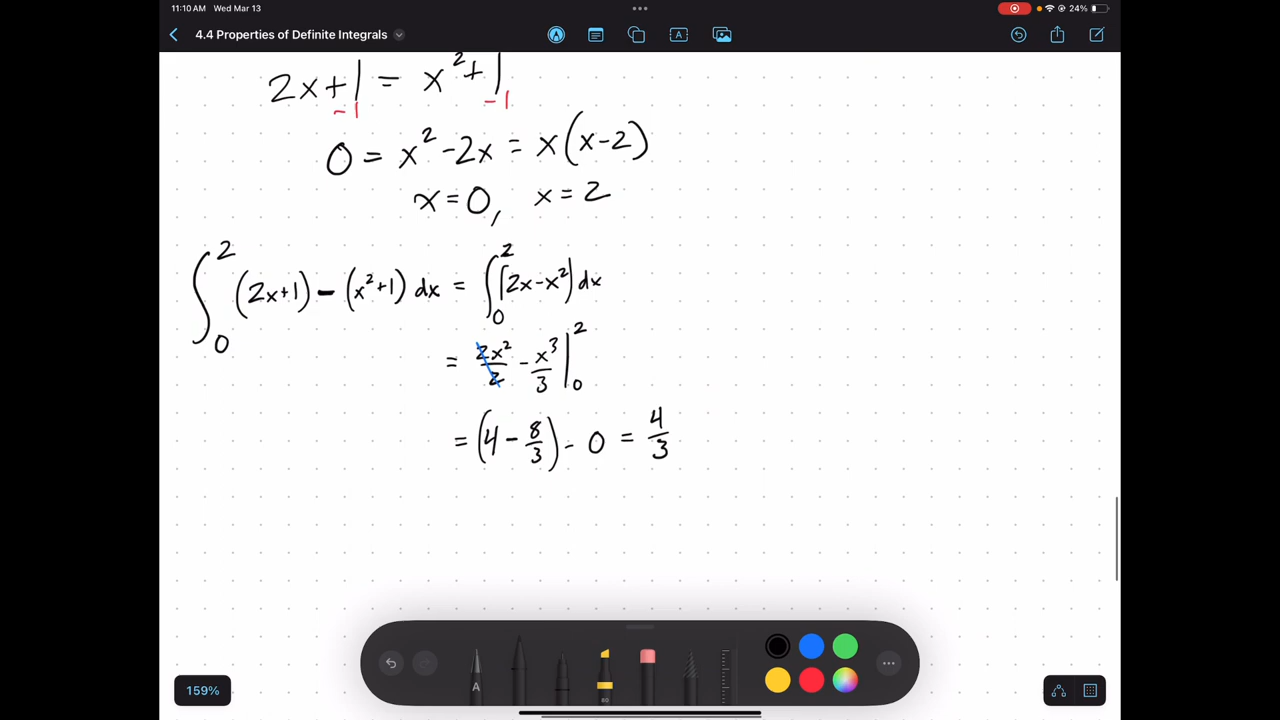 11:10 AM Wed Mar 13
24%
4.4 Properties of Definite Integrals
2x+1 = x²+1
-1 -1
0 = x² - 2x = x(x-2)
x = 0, x = 2
∫₀² (2x+1) - (x²+1) dx = ∫₀² (2x-x²) dx
= 2x²/2 - x³/3 |₀²
= (4 - 8/3) - 0 = 4/3
A
80
159%